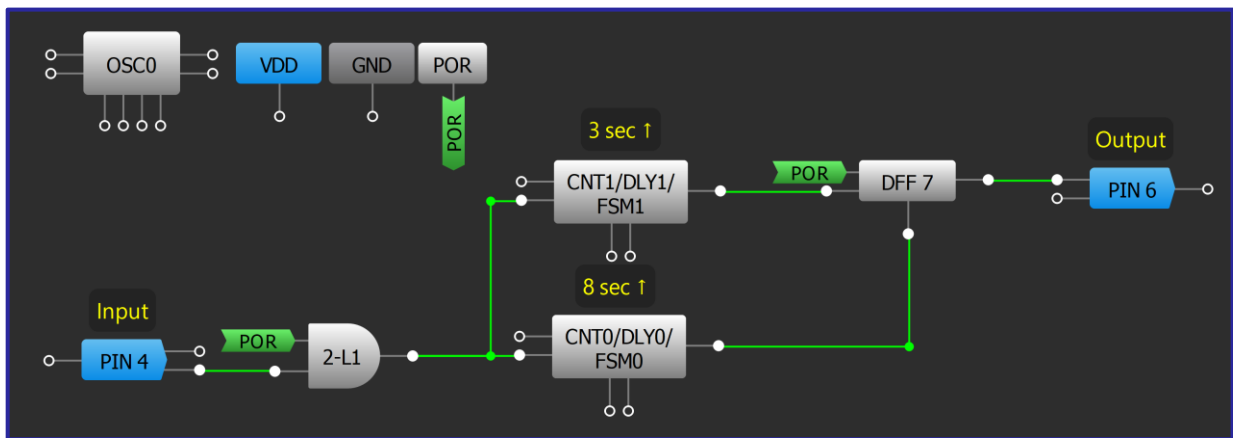 OSC0
VDD
GND
POR
POR
3 sec ↑
CNT1/DLY1/
FSM1
POR
DFF 7
Output
PIN 6
8 sec ↑
CNT0/DLY0/
FSM0
Input
PIN 4
POR
2-L1